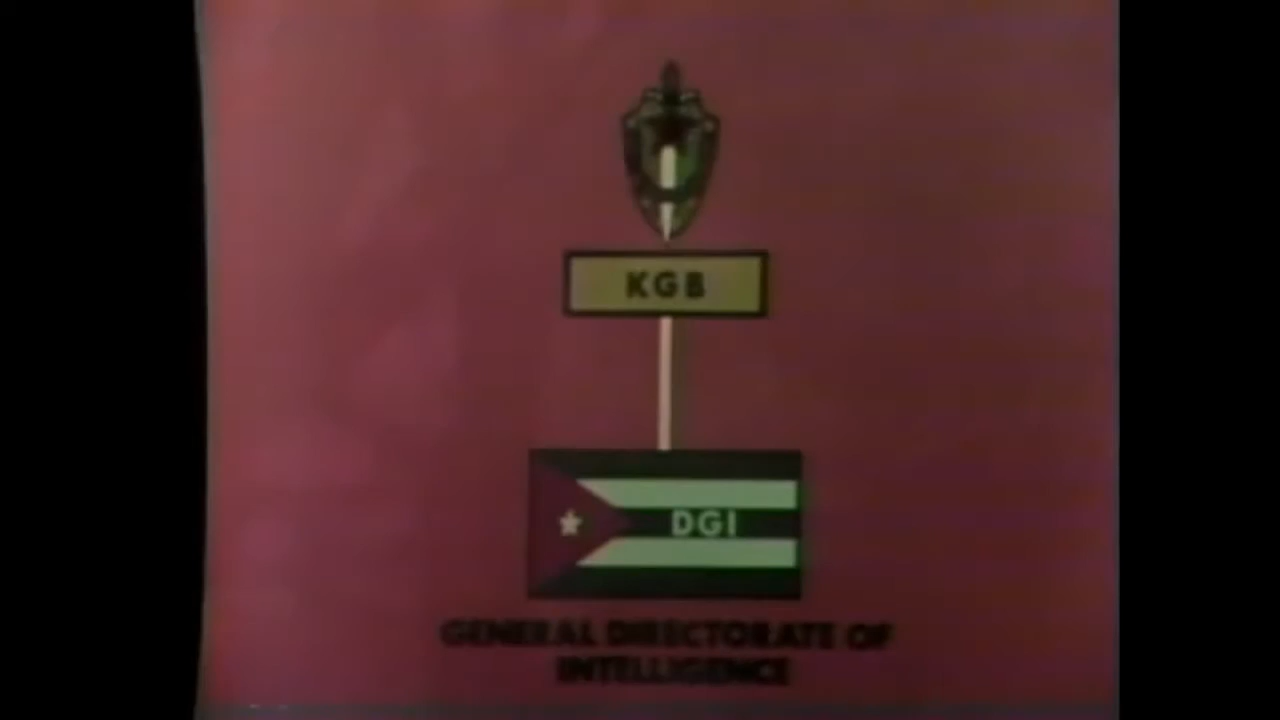 KGB
DGI
GENERAL DIRECTORATE OF
INTELLIGENCE